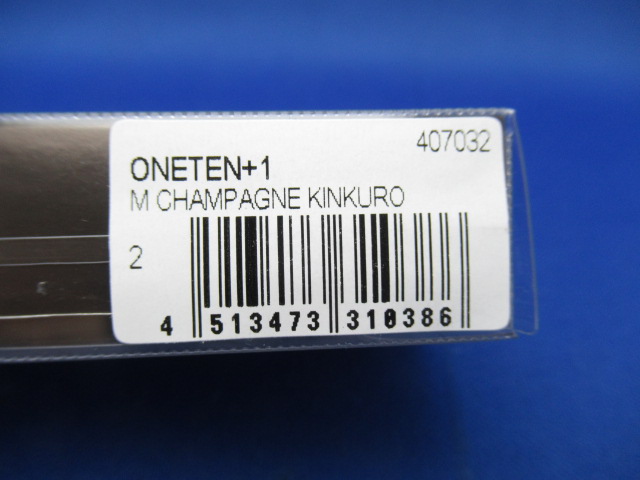 407032
ONETEN+1
M CHAMPAGNE KINKURO
2
4 513473 310386